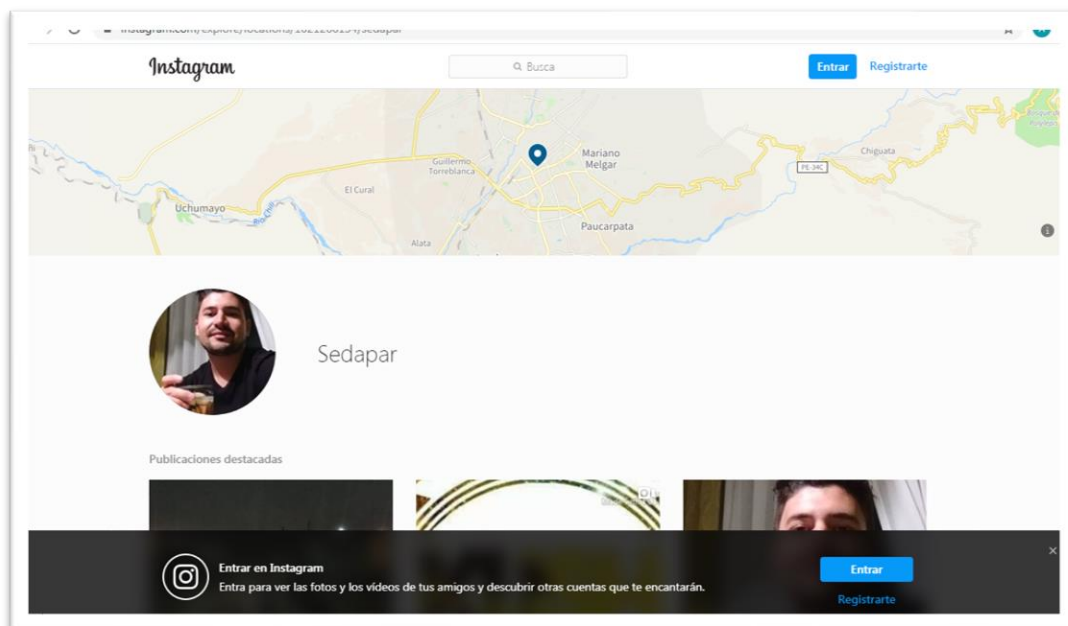 Instagram
Busca
Entrar
Registrarte
Mariano
Melgar
Guillermo
Torreblanca
Chiguata
PE-34C
El Cural
Uchumayo
Paucarpata
Alata
Sedapar
Publicaciones destacadas
Entrar en Instagram
Entra para ver las fotos y los vídeos de tus amigos y descubrir otras cuentas que te encantarán.
Entrar
Registrarte